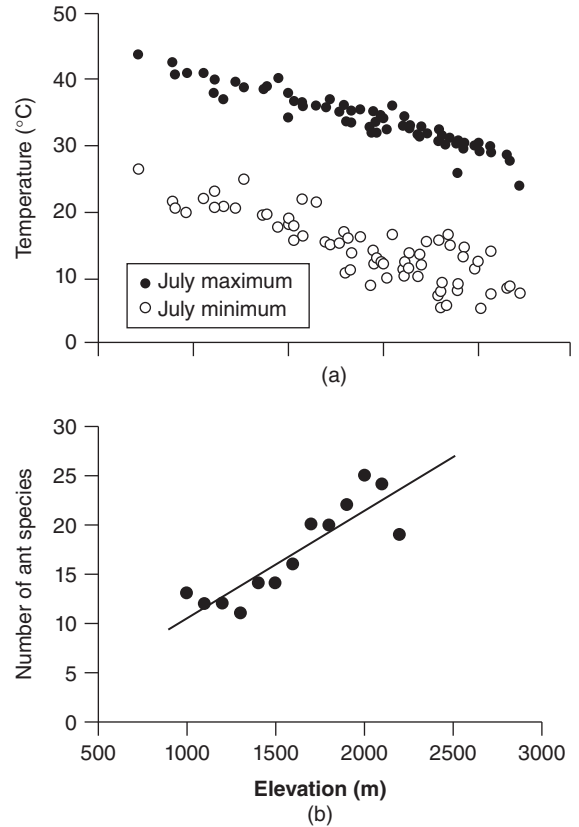 50
40
30
20
10
0
Temperature (°C)
July maximum
July minimum
(a)
30
25
20
15
10
5
0
Number of ant species
500 1000 1500 2000 2500 3000
Elevation (m)
(b)